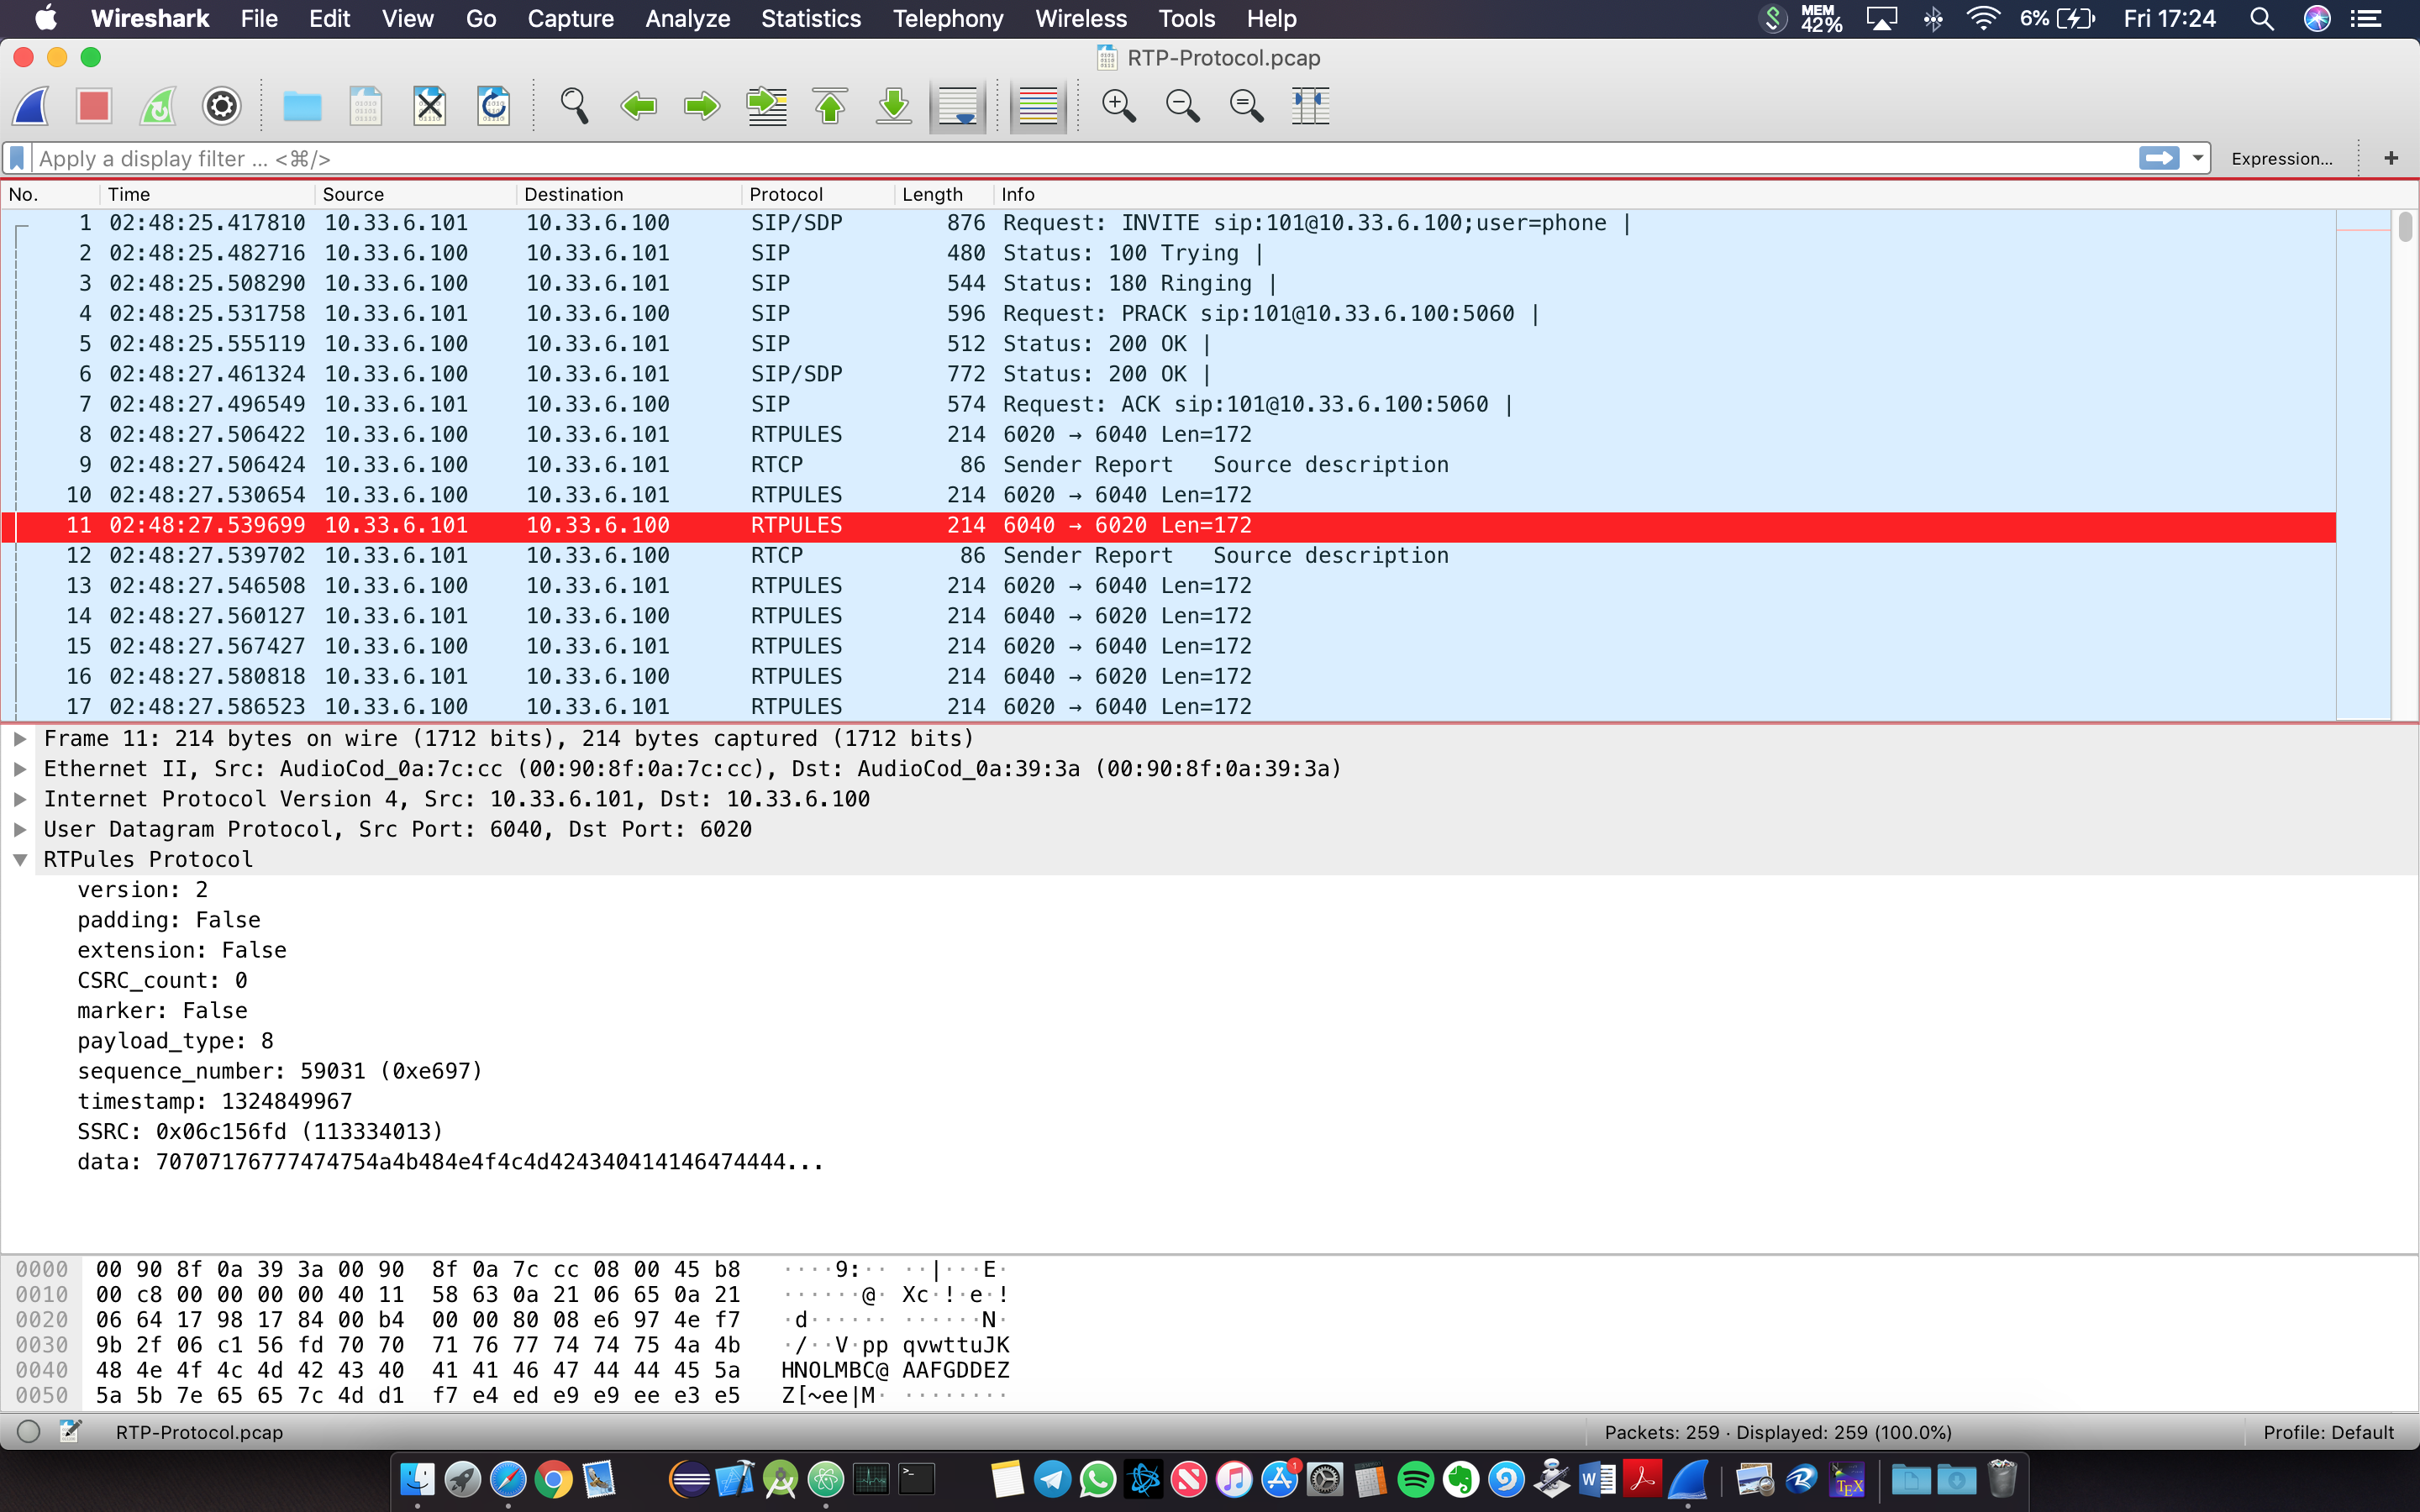 Wireshark File Edit View Go Capture Analyze Statistics Telephony Wireless Tools Help MEM 42% 6% Fri 17:24
RTP-Protocol.pcap
Apply a display filter ... <⌘/> Expression... +
No. Time Source Destination Protocol Length Info
1 02:48:25.417810 10.33.6.101 10.33.6.100 SIP/SDP 876 Request: INVITE sip:101@10.33.6.100;user=phone |
2 02:48:25.482716 10.33.6.100 10.33.6.101 SIP 480 Status: 100 Trying |
3 02:48:25.508290 10.33.6.100 10.33.6.101 SIP 544 Status: 180 Ringing |
4 02:48:25.531758 10.33.6.101 10.33.6.100 SIP 596 Request: PRACK sip:101@10.33.6.100:5060 |
5 02:48:25.555119 10.33.6.100 10.33.6.101 SIP 512 Status: 200 OK |
6 02:48:27.461324 10.33.6.100 10.33.6.101 SIP/SDP 772 Status: 200 OK |
7 02:48:27.496549 10.33.6.101 10.33.6.100 SIP 574 Request: ACK sip:101@10.33.6.100:5060 |
8 02:48:27.506422 10.33.6.100 10.33.6.101 RTPULES 214 6020 → 6040 Len=172
9 02:48:27.506424 10.33.6.100 10.33.6.101 RTCP 86 Sender Report Source description
10 02:48:27.530654 10.33.6.100 10.33.6.101 RTPULES 214 6020 → 6040 Len=172
11 02:48:27.539699 10.33.6.101 10.33.6.100 RTPULES 214 6040 → 6020 Len=172
12 02:48:27.539702 10.33.6.101 10.33.6.100 RTCP 86 Sender Report Source description
13 02:48:27.546508 10.33.6.100 10.33.6.101 RTPULES 214 6020 → 6040 Len=172
14 02:48:27.560127 10.33.6.101 10.33.6.100 RTPULES 214 6040 → 6020 Len=172
15 02:48:27.567427 10.33.6.100 10.33.6.101 RTPULES 214 6020 → 6040 Len=172
16 02:48:27.580818 10.33.6.101 10.33.6.100 RTPULES 214 6040 → 6020 Len=172
17 02:48:27.586523 10.33.6.100 10.33.6.101 RTPULES 214 6020 → 6040 Len=172
Frame 11: 214 bytes on wire (1712 bits), 214 bytes captured (1712 bits)
Ethernet II, Src: AudioCod_0a:7c:cc (00:90:8f:0a:7c:cc), Dst: AudioCod_0a:39:3a (00:90:8f:0a:39:3a)
Internet Protocol Version 4, Src: 10.33.6.101, Dst: 10.33.6.100
User Datagram Protocol, Src Port: 6040, Dst Port: 6020
RTPules Protocol
version: 2
padding: False
extension: False
CSRC_count: 0
marker: False
payload_type: 8
sequence_number: 59031 (0xe697)
timestamp: 1324849967
SSRC: 0x06c156fd (113334013)
data: 70707176777474754a4b484e4f4c4d424340414146474444...
0000 00 90 8f 0a 39 3a 00 90 8f 0a 7c cc 08 00 45 b8 ····9:·· ··|···E·
0010 00 c8 00 00 00 00 40 11 58 63 0a 21 06 65 0a 21 ······@· Xc·!·e·!
0020 06 64 17 98 17 84 00 b4 00 00 80 08 e6 97 4e f7 ·d······ ······N·
0030 9b 2f 06 c1 56 fd 70 70 71 76 77 74 74 75 4a 4b ·/··V·pp qvwttuJK
0040 48 4e 4f 4c 4d 42 43 40 41 41 46 47 44 44 45 5a HNOLMBC@ AAFGDDEZ
0050 5a 5b 7e 65 65 7c 4d d1 f7 e4 ed e9 e9 ee e3 e5 Z[~ee|M· ········
RTP-Protocol.pcap Packets: 259 · Displayed: 259 (100.0%) Profile: Default